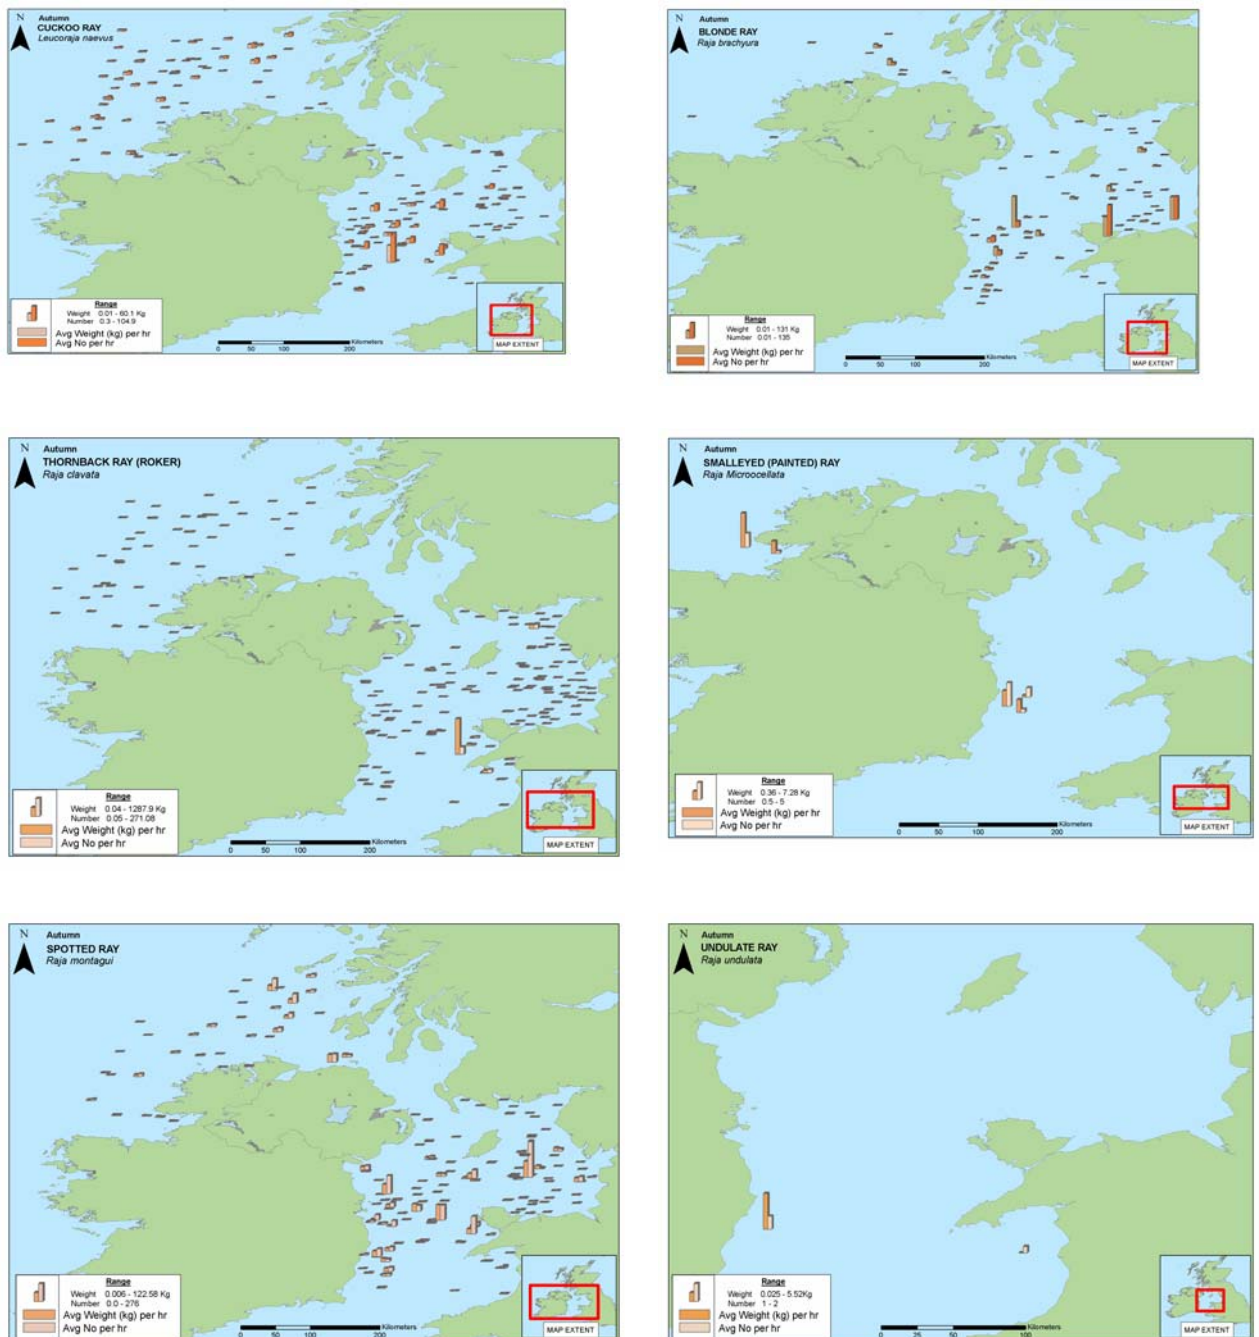 N
Autumn
CUCKOO RAY
Leucoraja naevus
Range
Weight 0.01 - 60.1 Kg
Number 0.3 - 104.9
Avg Weight (kg) per hr
Avg No per hr
0 50 100 200
Kilometers
MAP EXTENT
N
Autumn
BLONDE RAY
Raja brachyura
Range
Weight 0.01 - 131 Kg
Number 0.01 - 135
Avg Weight (kg) per hr
Avg No per hr
0 50 100 200
Kilometers
MAP EXTENT
N
Autumn
THORNBACK RAY (ROKER)
Raja clavata
Range
Weight 0.04 - 1287.9 Kg
Number 0.05 - 271.08
Avg Weight (kg) per hr
Avg No per hr
0 50 100 200
Kilometers
MAP EXTENT
N
Autumn
SMALLEYED (PAINTED) RAY
Raja Microocellata
Range
Weight 0.36 - 7.28 Kg
Number 0.5 - 5
Avg Weight (kg) per hr
Avg No per hr
0 50 100 200
Kilometers
MAP EXTENT
N
Autumn
SPOTTED RAY
Raja montagui
Range
Weight 0.006 - 122.58 Kg
Number 0.0 - 276
Avg Weight (kg) per hr
Avg No per hr
0 50 100 200
Kilometers
MAP EXTENT
N
Autumn
UNDULATE RAY
Raja undulata
Range
Weight 0.025 - 5.52Kg
Number 1 - 2
Avg Weight (kg) per hr
Avg No per hr
0 25 50 100
Kilometers
MAP EXTENT